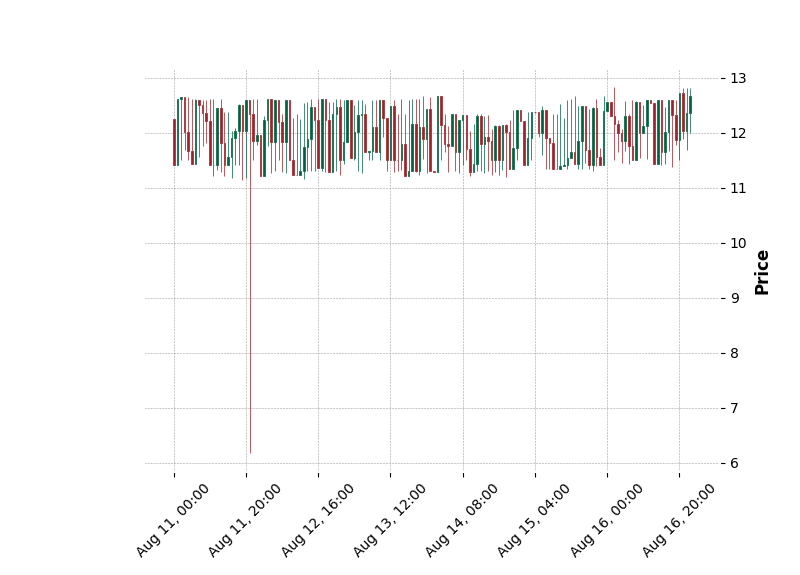 13
12
11
10
9
8
7
6
Price
Aug 11, 00:00
Aug 11, 20:00
Aug 12, 16:00
Aug 13, 12:00
Aug 14, 08:00
Aug 15, 04:00
Aug 16, 00:00
Aug 16, 20:00